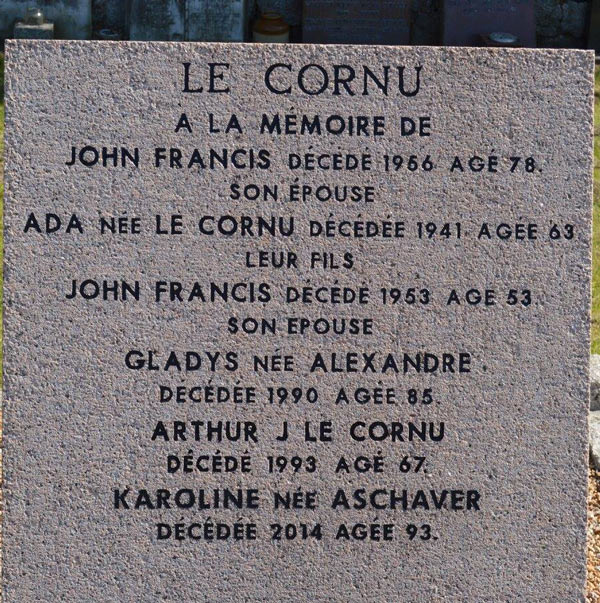 LE CORNU
A LA MÉMOIRE DE
JOHN FRANCIS DÉCÉDÉ 1956 AGÉ 78.
SON ÉPOUSE
ADA NÉE LE CORNU DÉCÉDÉE 1941 AGÉE 63
LEUR FILS
JOHN FRANCIS DÉCÉDÉ 1953 AGE 53.
SON EPOUSE
GLADYS NÉE ALEXANDRE.
DÉCÉDÉE 1990 AGÉE 85.
ARTHUR J LE CORNU
DÉCÉDÉ 1993 AGÉ 67.
KAROLINE NÉE ASCHAVER
DÉCÉDÉE 2014 AGÉE 93.